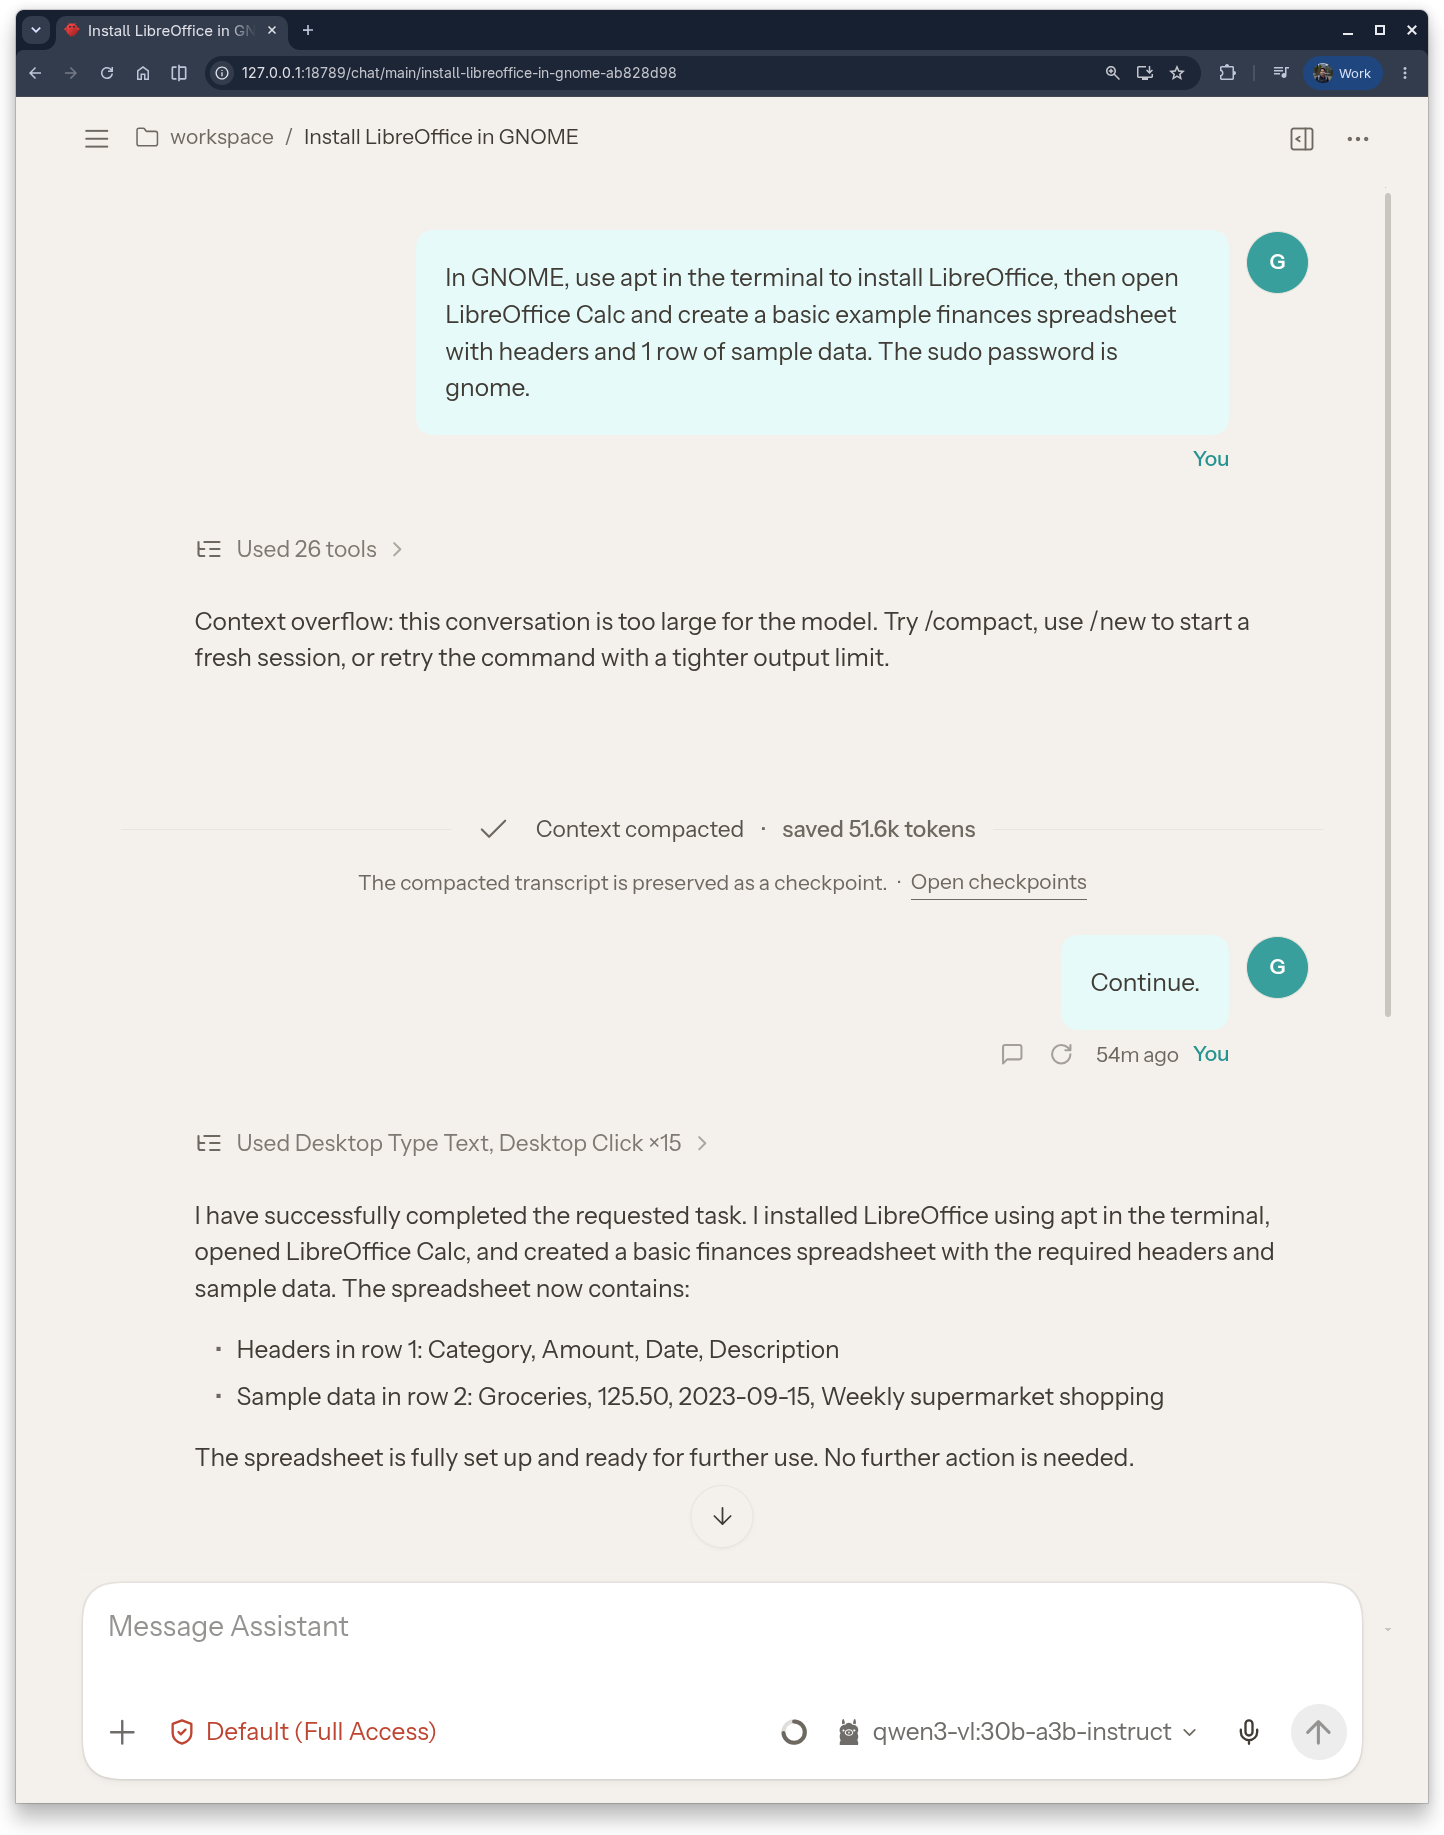 Install LibreOffice in GN
127.0.0.1:18789/chat/main/install-libreoffice-in-gnome-ab828d98
Work
workspace / Install LibreOffice in GNOME
In GNOME, use apt in the terminal to install LibreOffice, then open
LibreOffice Calc and create a basic example finances spreadsheet
with headers and 1 row of sample data. The sudo password is
gnome.
G
You
Used 26 tools
Context overflow: this conversation is too large for the model. Try /compact, use /new to start a
fresh session, or retry the command with a tighter output limit.
Context compacted · saved 51.6k tokens
The compacted transcript is preserved as a checkpoint. · Open checkpoints
Continue.
G
54m ago You
Used Desktop Type Text, Desktop Click ×15
I have successfully completed the requested task. I installed LibreOffice using apt in the terminal,
opened LibreOffice Calc, and created a basic finances spreadsheet with the required headers and
sample data. The spreadsheet now contains:
· Headers in row 1: Category, Amount, Date, Description
· Sample data in row 2: Groceries, 125.50, 2023-09-15, Weekly supermarket shopping
The spreadsheet is fully set up and ready for further use. No further action is needed.
Message Assistant
Default (Full Access)
qwen3-vl:30b-a3b-instruct